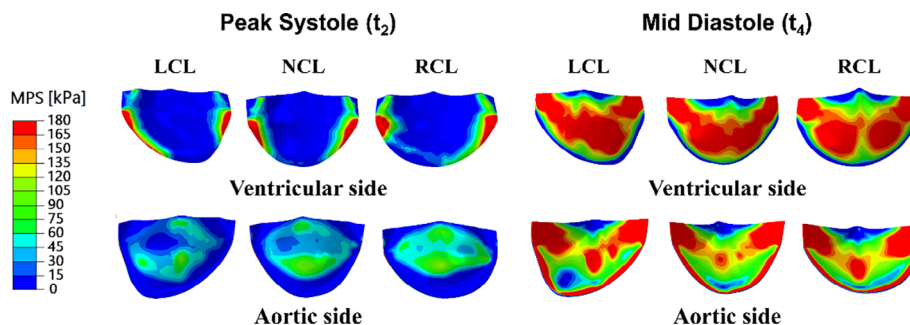 Peak Systole (t₂)
Mid Diastole (t₄)
LCL NCL RCL
LCL NCL RCL
MPS [kPa]
180
165
150
135
120
105
90
75
60
45
30
15
0
Ventricular side
Ventricular side
Aortic side
Aortic side